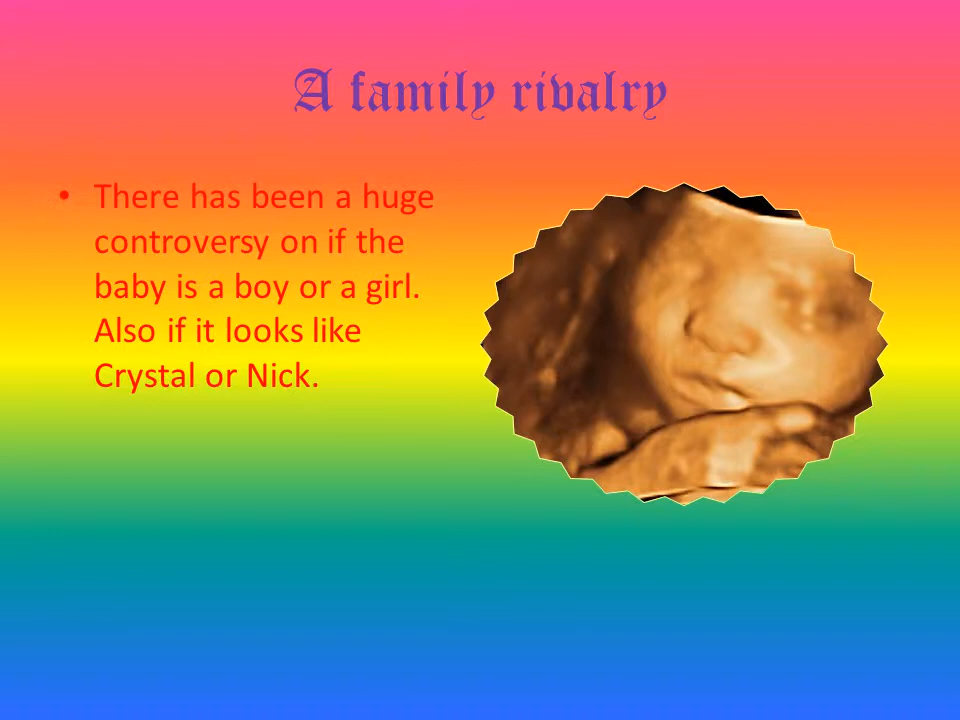 A family rivalry
• There has been a huge
controversy on if the
baby is a boy or a girl.
Also if it looks like
Crystal or Nick.